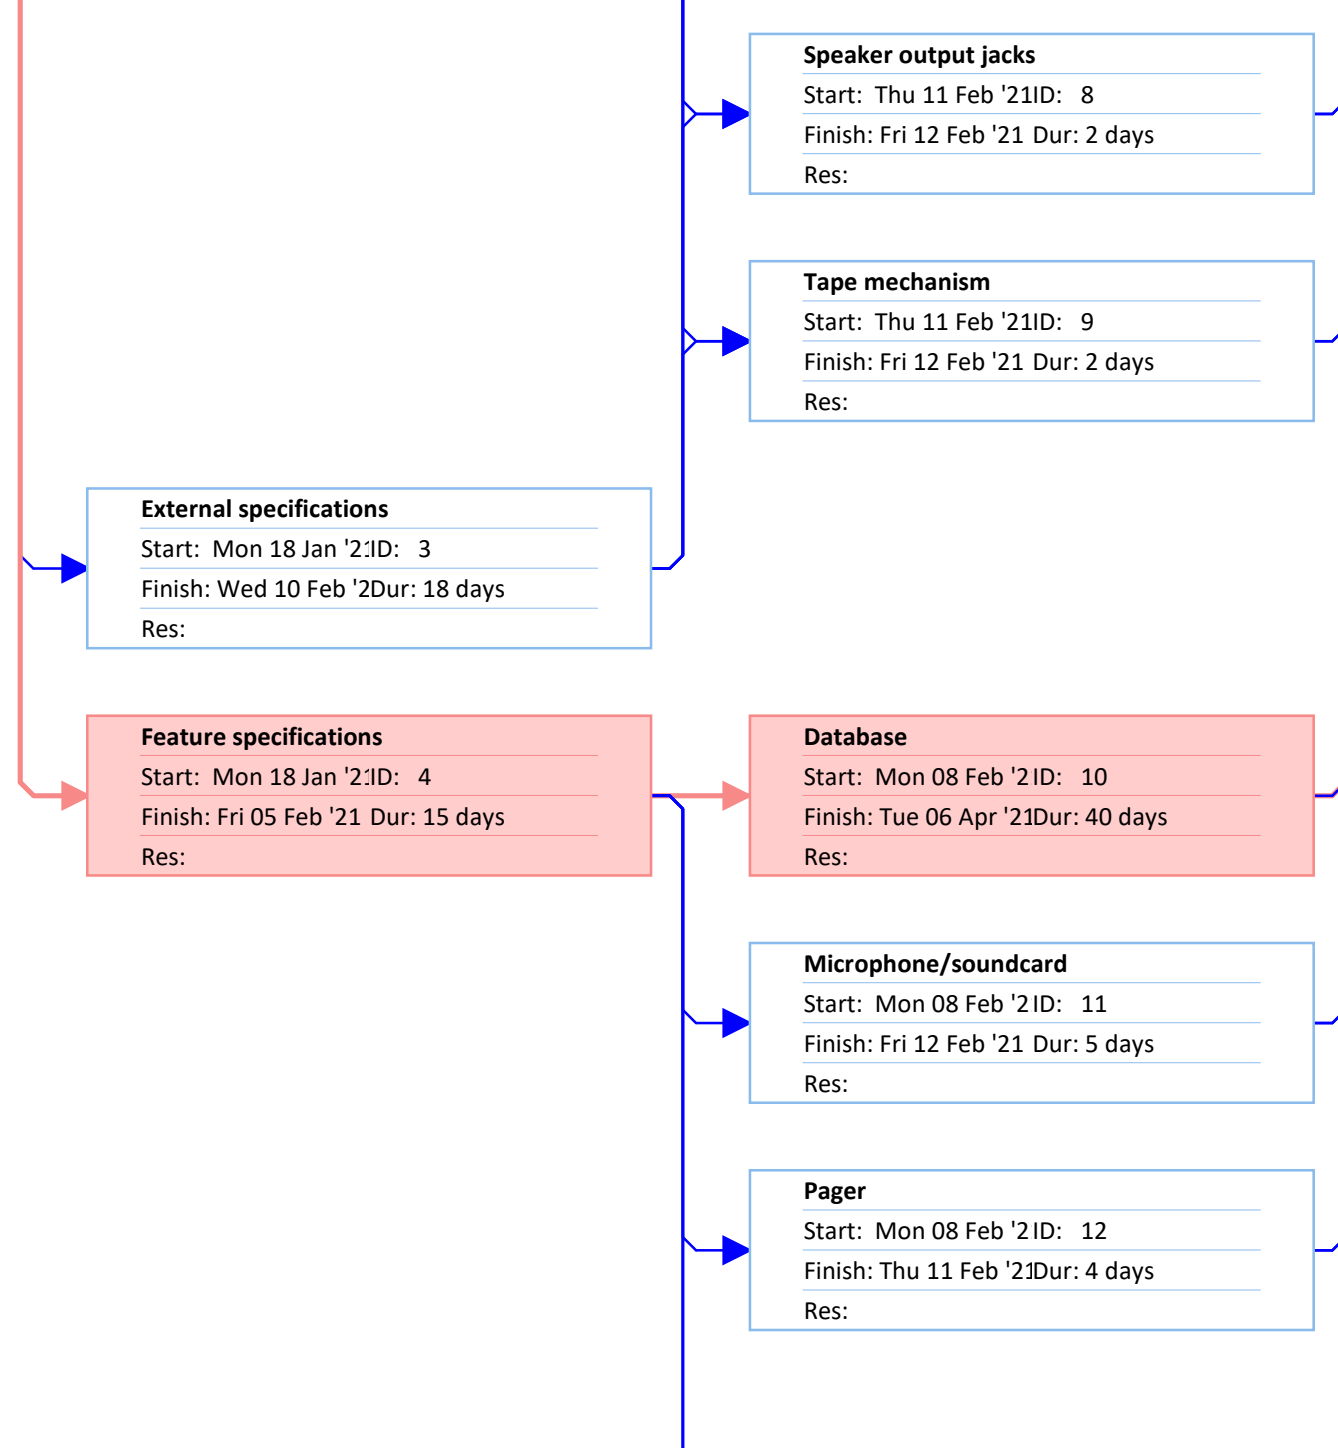 Speaker output jacks
Start: Thu 11 Feb '21ID: 8
Finish: Fri 12 Feb '21 Dur: 2 days
Res:
Tape mechanism
Start: Thu 11 Feb '21ID: 9
Finish: Fri 12 Feb '21 Dur: 2 days
Res:
External specifications
Start: Mon 18 Jan '21ID: 3
Finish: Wed 10 Feb '2Dur: 18 days
Res:
Feature specifications
Start: Mon 18 Jan '21ID: 4
Finish: Fri 05 Feb '21 Dur: 15 days
Res:
Database
Start: Mon 08 Feb '2ID: 10
Finish: Tue 06 Apr '21Dur: 40 days
Res:
Microphone/soundcard
Start: Mon 08 Feb '2ID: 11
Finish: Fri 12 Feb '21 Dur: 5 days
Res:
Pager
Start: Mon 08 Feb '2ID: 12
Finish: Thu 11 Feb '21Dur: 4 days
Res: